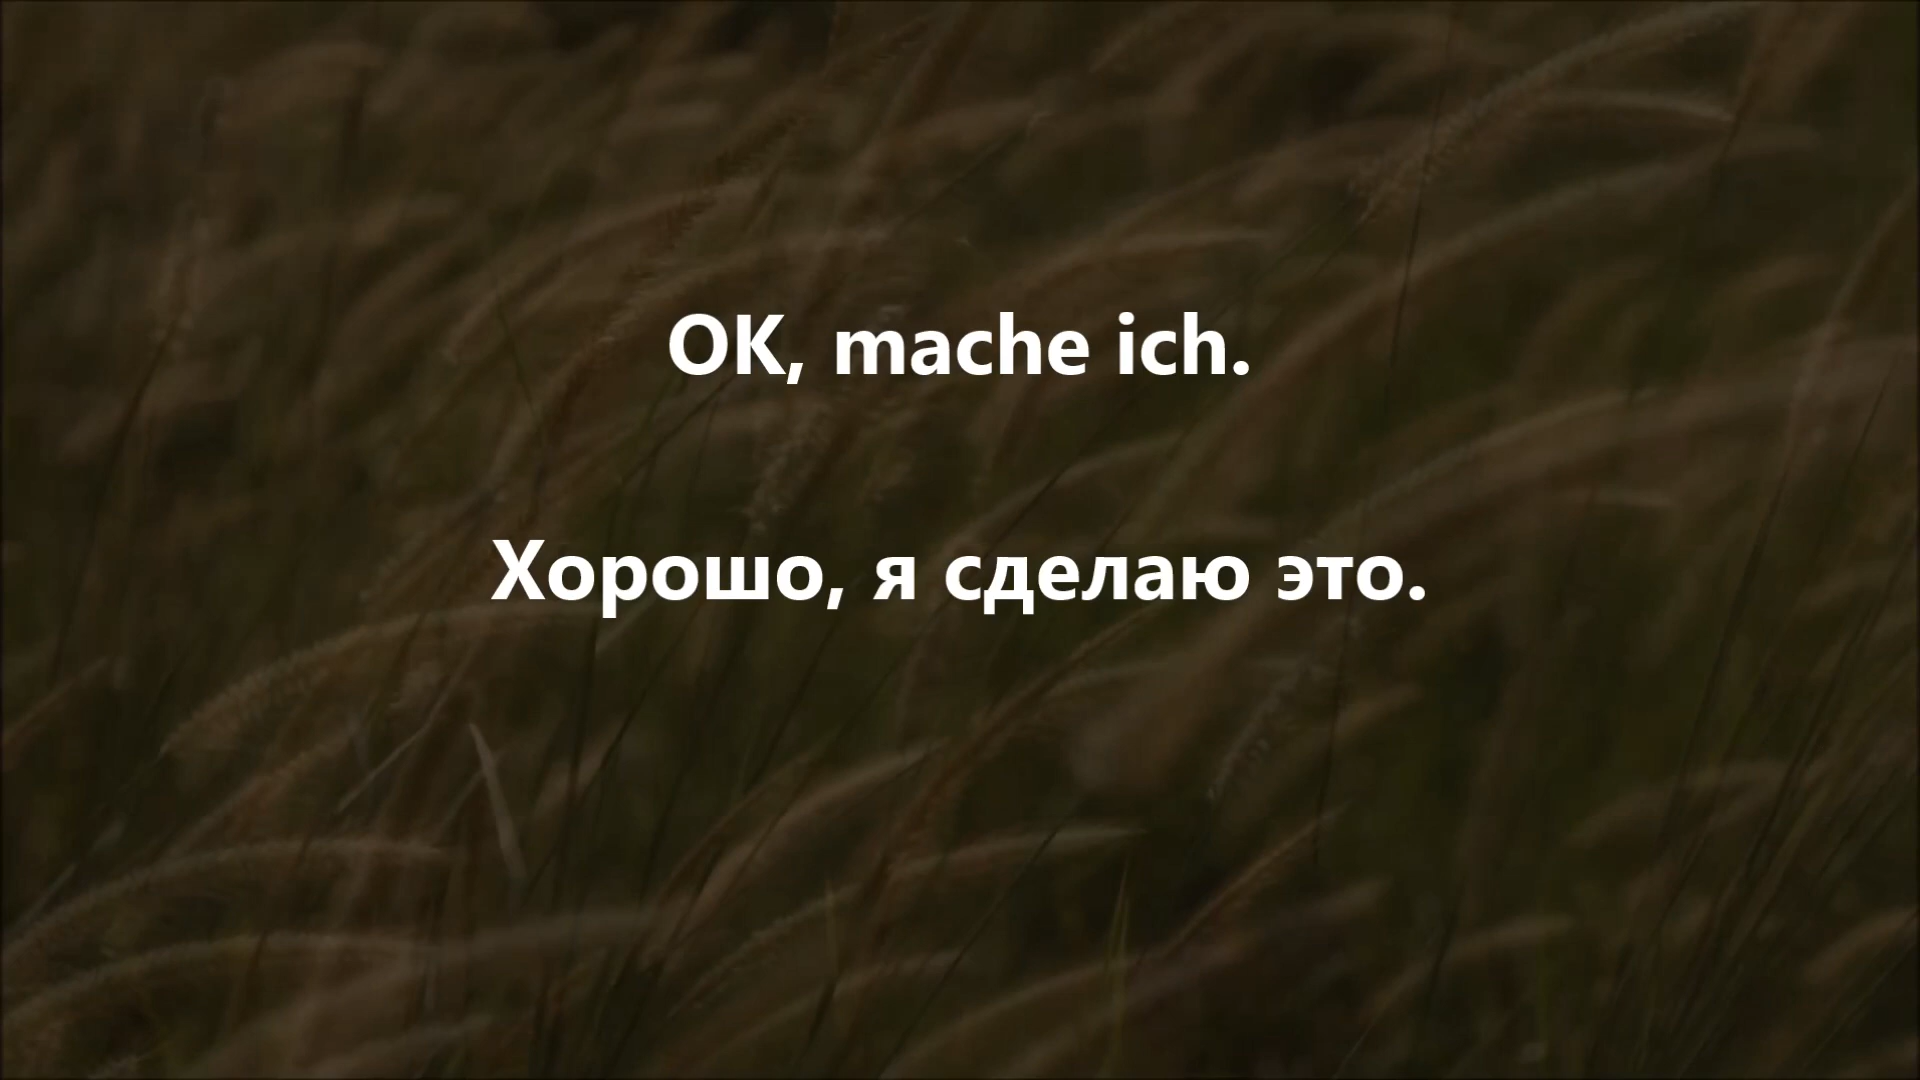 OK, mache ich.
Хорошо, я сделаю это.